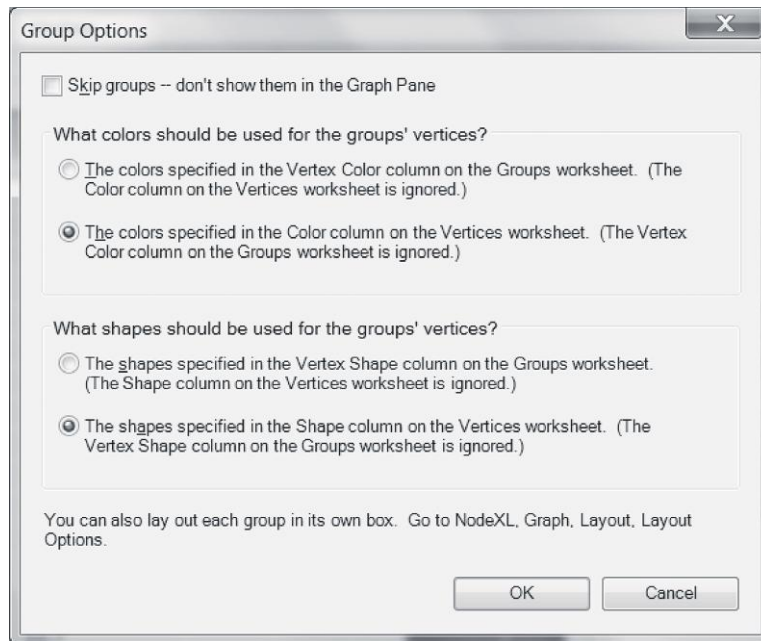 Group Options
X
Skip groups -- don't show them in the Graph Pane
What colors should be used for the groups' vertices?
The colors specified in the Vertex Color column on the Groups worksheet. (The
Color column on the Vertices worksheet is ignored.)
The colors specified in the Color column on the Vertices worksheet. (The Vertex
Color column on the Groups worksheet is ignored.)
What shapes should be used for the groups' vertices?
The shapes specified in the Vertex Shape column on the Groups worksheet.
(The Shape column on the Vertices worksheet is ignored.)
The shapes specified in the Shape column on the Vertices worksheet. (The
Vertex Shape column on the Groups worksheet is ignored.)
You can also lay out each group in its own box. Go to NodeXL, Graph, Layout, Layout
Options.
OK
Cancel